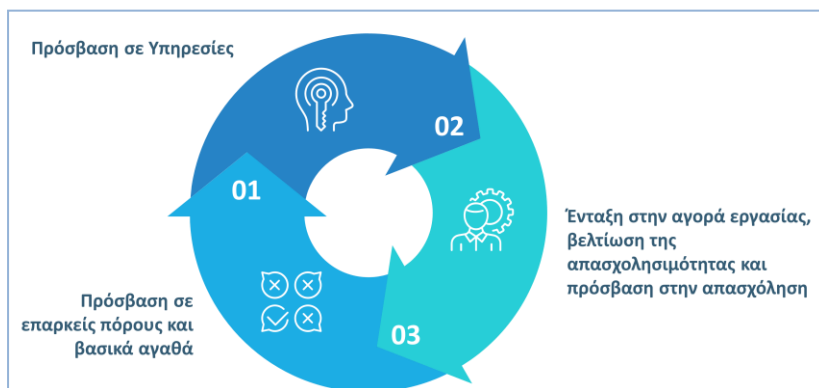 Πρόσβαση σε Υπηρεσίες
02
01
Ένταξη στην αγορά εργασίας,
βελτίωση της
απασχολησιμότητας και
πρόσβαση στην απασχόληση
Πρόσβαση σε
επαρκείς πόρους και
βασικά αγαθά
03